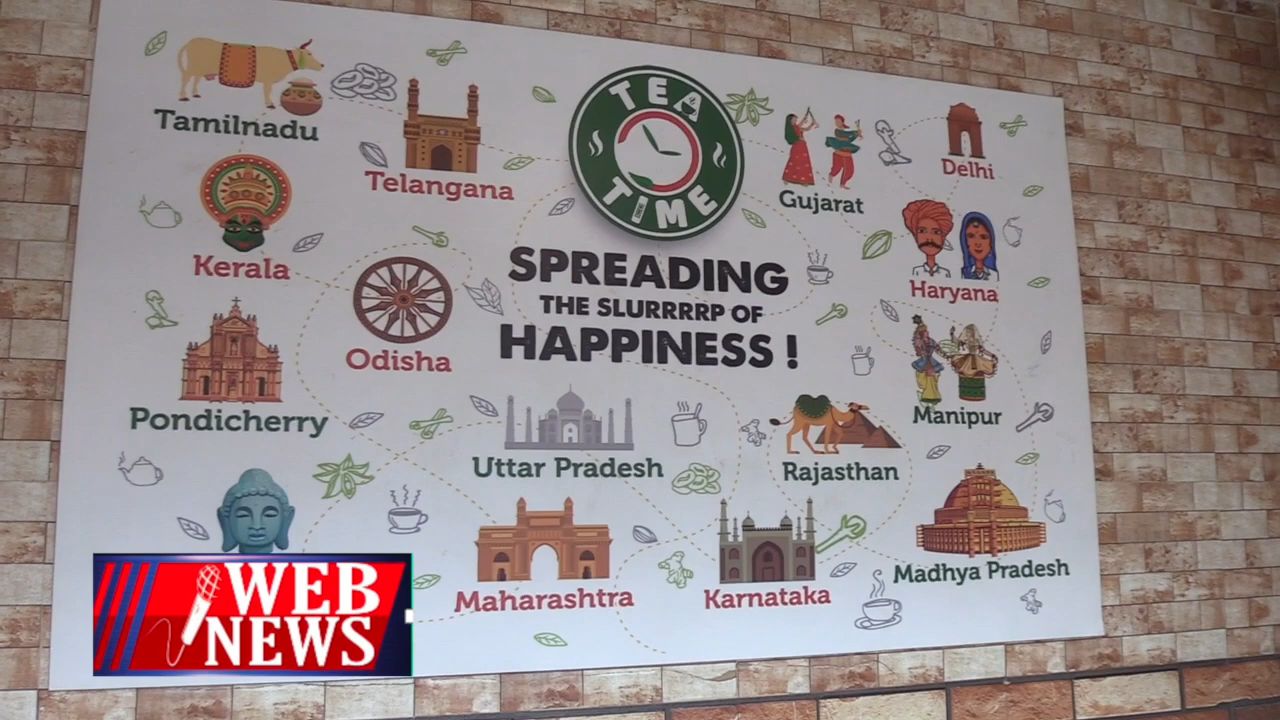 Tamilnadu
Telangana
TEA
TIME
Gujarat
Delhi
Kerala
Haryana
Odisha
SPREADING
THE SLURRRRP OF
HAPPINESS !
Pondicherry
Manipur
Uttar Pradesh
Rajasthan
Maharashtra
Karnataka
Madhya Pradesh
WEB
NEWS